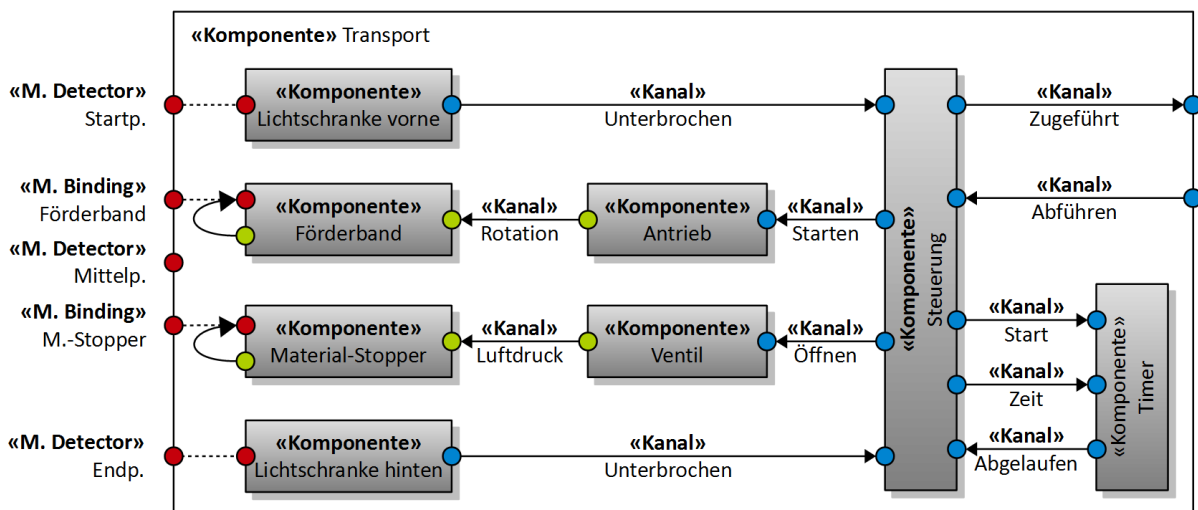 «Komponente» Transport
«M. Detector»
Startp.
«Komponente»
Lichtschranke vorne
«Kanal»
Unterbrochen
«Kanal»
Zugeführt
«M. Binding»
Förderband
«Komponente»
Förderband
«Kanal»
Rotation
«Komponente»
Antrieb
«Kanal»
Starten
«Komponente»
Steuerung
«Kanal»
Abführen
«M. Detector»
Mittelp.
«M. Binding»
M.-Stopper
«Komponente»
Material-Stopper
«Kanal»
Luftdruck
«Komponente»
Ventil
«Kanal»
Öffnen
«Kanal»
Start
«Kanal»
Zeit
«Komponente»
Timer
«M. Detector»
Endp.
«Komponente»
Lichtschranke hinten
«Kanal»
Unterbrochen
«Kanal»
Abgelaufen